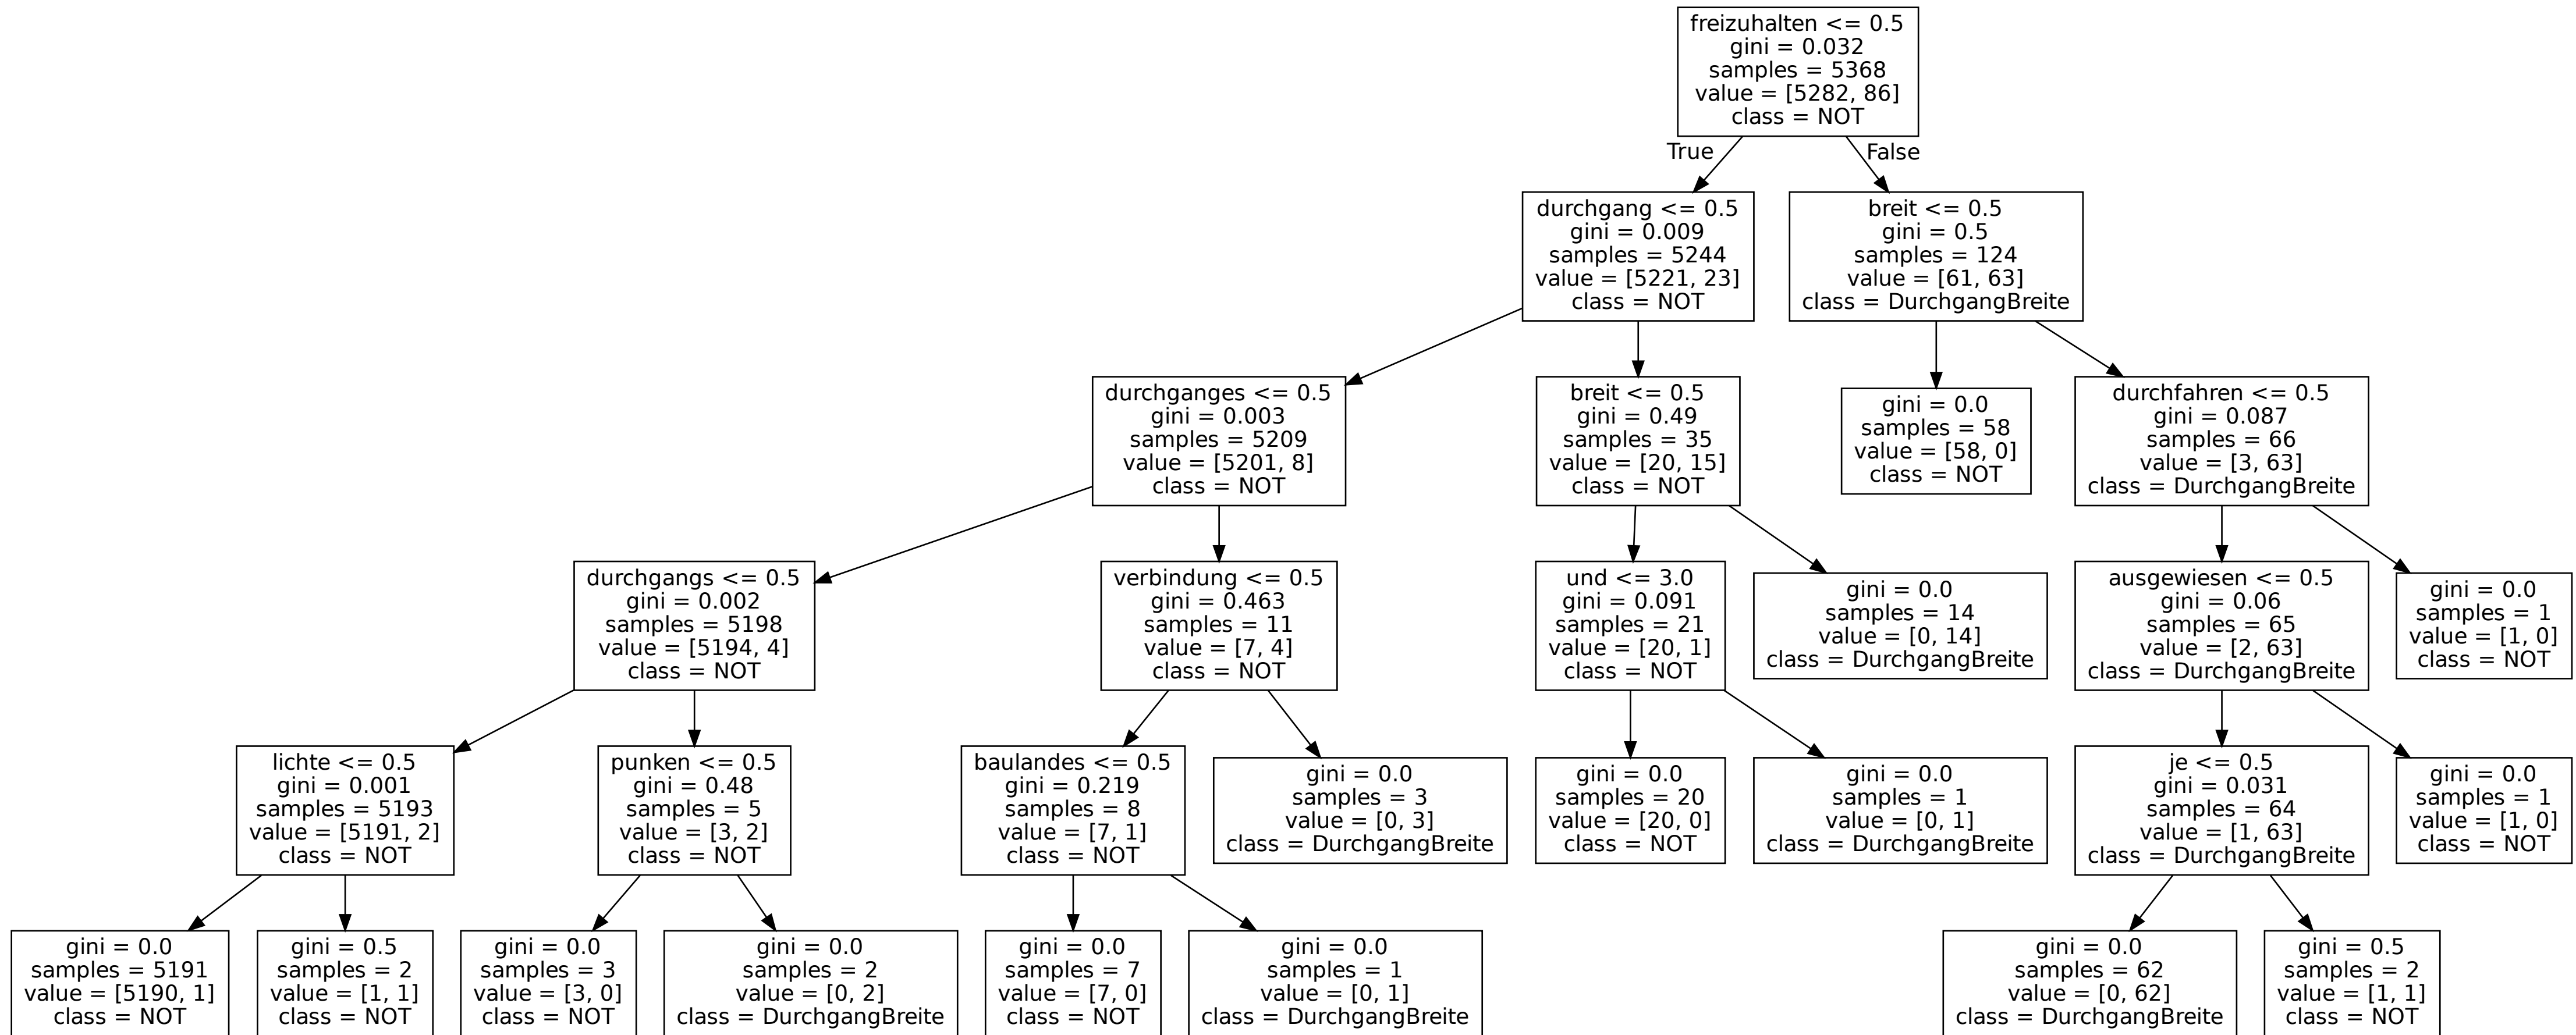 freizuhalten <= 0.5
gini = 0.032
samples = 5368
value = [5282, 86]
class = NOT
True
False
durchgang <= 0.5
gini = 0.009
samples = 5244
value = [5221, 23]
class = NOT
breit <= 0.5
gini = 0.5
samples = 124
value = [61, 63]
class = DurchgangBreite
durchganges <= 0.5
gini = 0.003
samples = 5209
value = [5201, 8]
class = NOT
breit <= 0.5
gini = 0.49
samples = 35
value = [20, 15]
class = NOT
gini = 0.0
samples = 58
value = [58, 0]
class = NOT
durchfahren <= 0.5
gini = 0.087
samples = 66
value = [3, 63]
class = DurchgangBreite
durchgangs <= 0.5
gini = 0.002
samples = 5198
value = [5194, 4]
class = NOT
verbindung <= 0.5
gini = 0.463
samples = 11
value = [7, 4]
class = NOT
und <= 3.0
gini = 0.091
samples = 21
value = [20, 1]
class = NOT
gini = 0.0
samples = 14
value = [0, 14]
class = DurchgangBreite
ausgewiesen <= 0.5
gini = 0.06
samples = 65
value = [2, 63]
class = DurchgangBreite
gini = 0.0
samples = 1
value = [1, 0]
class = NOT
lichte <= 0.5
gini = 0.001
samples = 5193
value = [5191, 2]
class = NOT
punken <= 0.5
gini = 0.48
samples = 5
value = [3, 2]
class = NOT
baulandes <= 0.5
gini = 0.219
samples = 8
value = [7, 1]
class = NOT
gini = 0.0
samples = 3
value = [0, 3]
class = DurchgangBreite
gini = 0.0
samples = 20
value = [20, 0]
class = NOT
gini = 0.0
samples = 1
value = [0, 1]
class = DurchgangBreite
je <= 0.5
gini = 0.031
samples = 64
value = [1, 63]
class = DurchgangBreite
gini = 0.0
samples = 1
value = [1, 0]
class = NOT
gini = 0.0
samples = 5191
value = [5190, 1]
class = NOT
gini = 0.5
samples = 2
value = [1, 1]
class = NOT
gini = 0.0
samples = 3
value = [3, 0]
class = NOT
gini = 0.0
samples = 2
value = [0, 2]
class = DurchgangBreite
gini = 0.0
samples = 7
value = [7, 0]
class = NOT
gini = 0.0
samples = 1
value = [0, 1]
class = DurchgangBreite
gini = 0.0
samples = 62
value = [0, 62]
class = DurchgangBreite
gini = 0.5
samples = 2
value = [1, 1]
class = NOT